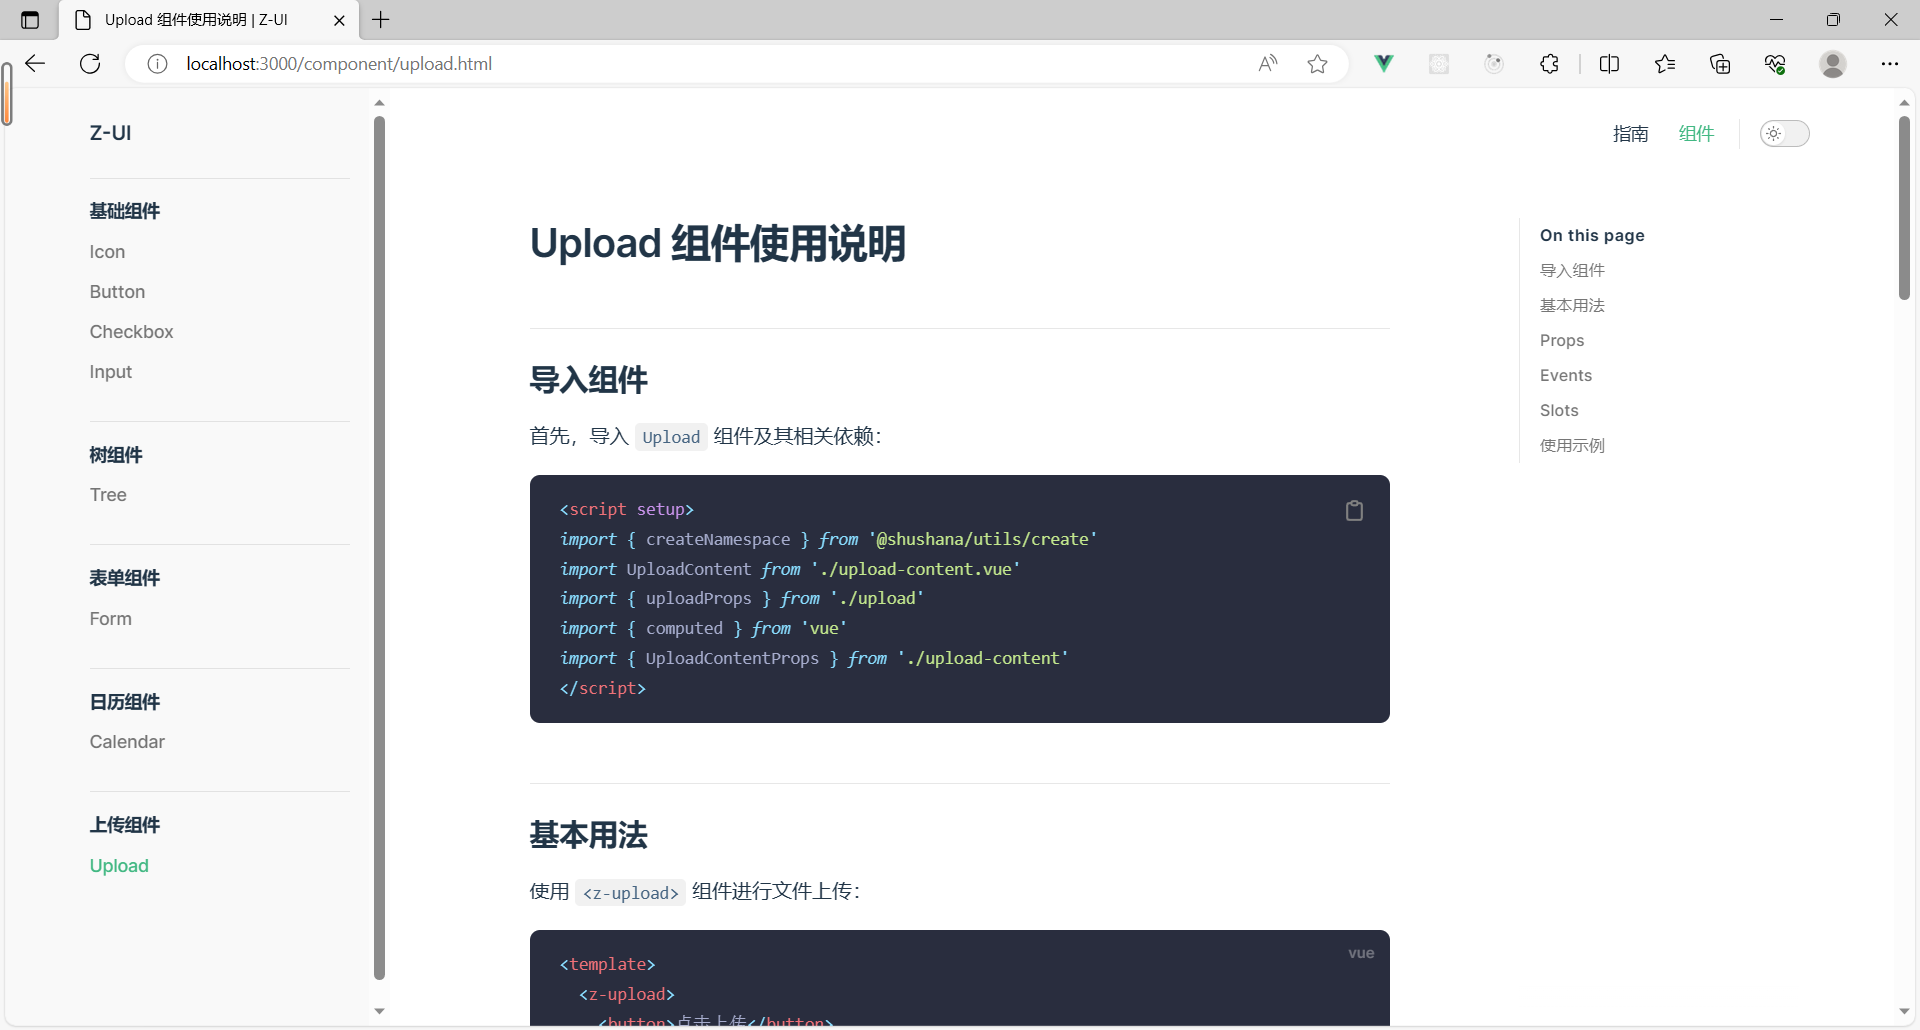 Upload 组件使用说明 | Z-UI
localhost:3000/component/upload.html
Z-UI
基础组件
Icon
Button
Checkbox
Input
树组件
Tree
表单组件
Form
日历组件
Calendar
上传组件
Upload
指南 组件
Upload 组件使用说明
导入组件
首先，导入 Upload 组件及其相关依赖：
<script setup>
import { createNamespace } from '@shushana/utils/create'
import UploadContent from './upload-content.vue'
import { uploadProps } from './upload'
import { computed } from 'vue'
import { UploadContentProps } from './upload-content'
</script>
基本用法
使用 <z-upload> 组件进行文件上传：
vue
<template>
<z-upload>
<button>点击上传</button>
On this page
导入组件
基本用法
Props
Events
Slots
使用示例